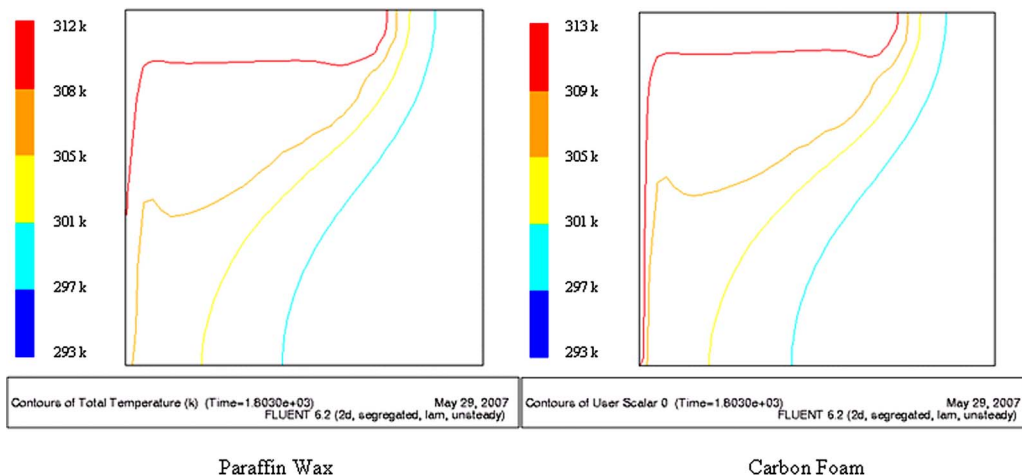 312 k
308 k
305 k
301 k
297 k
293 k
Contours of Total Temperature (k) (Time=1.8030e+03)
May 29, 2007
FLUENT 6.2 (2d, segregated, lam, unsteady)
Paraffin Wax
313 k
309 k
305 k
301 k
297 k
293 k
Contours of User Scalar 0 (Time=1.8030e+03)
May 29, 2007
FLUENT 6.2 (2d, segregated, lam, unsteady)
Carbon Foam